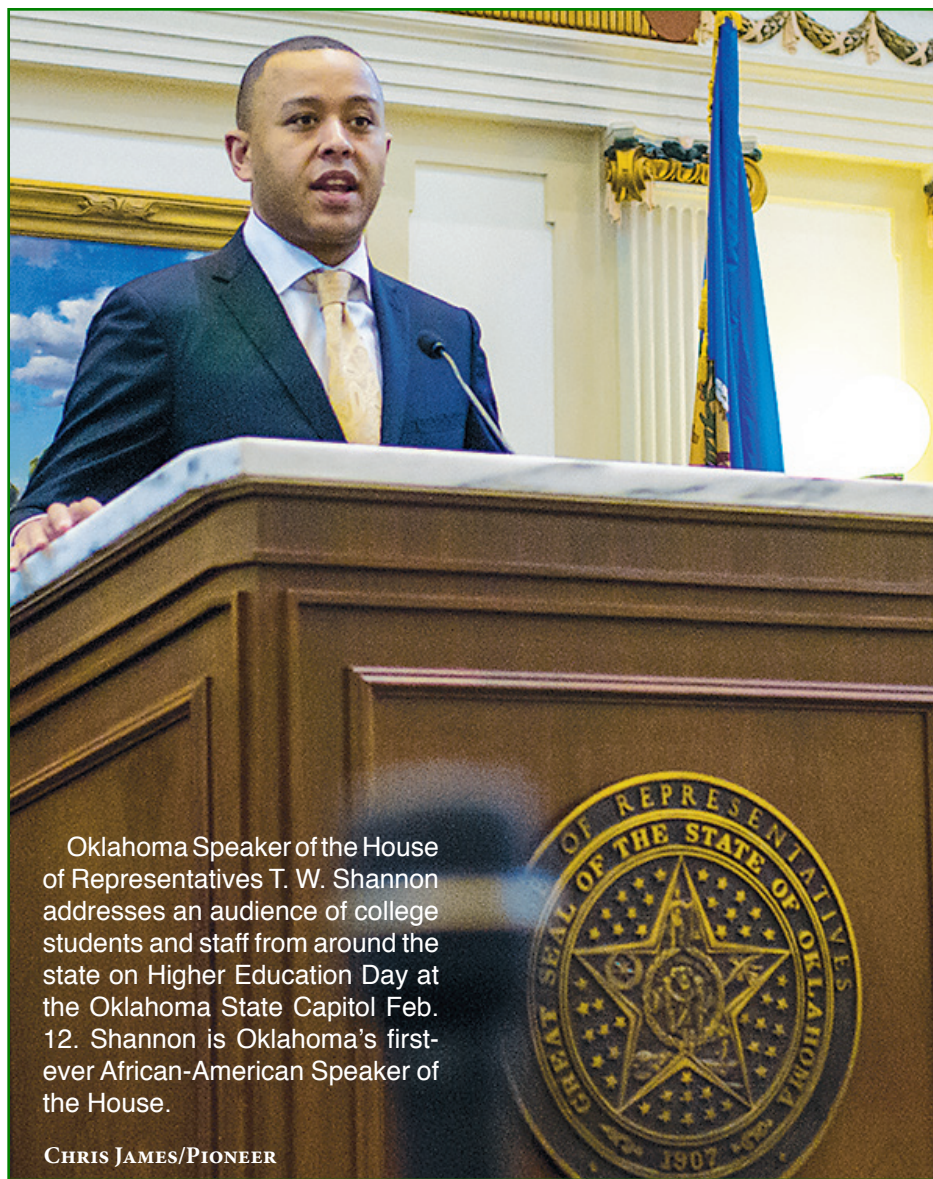 OF REPRESENTATIVES
GREAT SEAL OF THE STATE OF OKLAHOMA
1907
Oklahoma Speaker of the House
of Representatives T. W. Shannon
addresses an audience of college
students and staff from around the
state on Higher Education Day at
the Oklahoma State Capitol Feb.
12. Shannon is Oklahoma's first-
ever African-American Speaker of
the House.
CHRIS JAMES/PIONEER